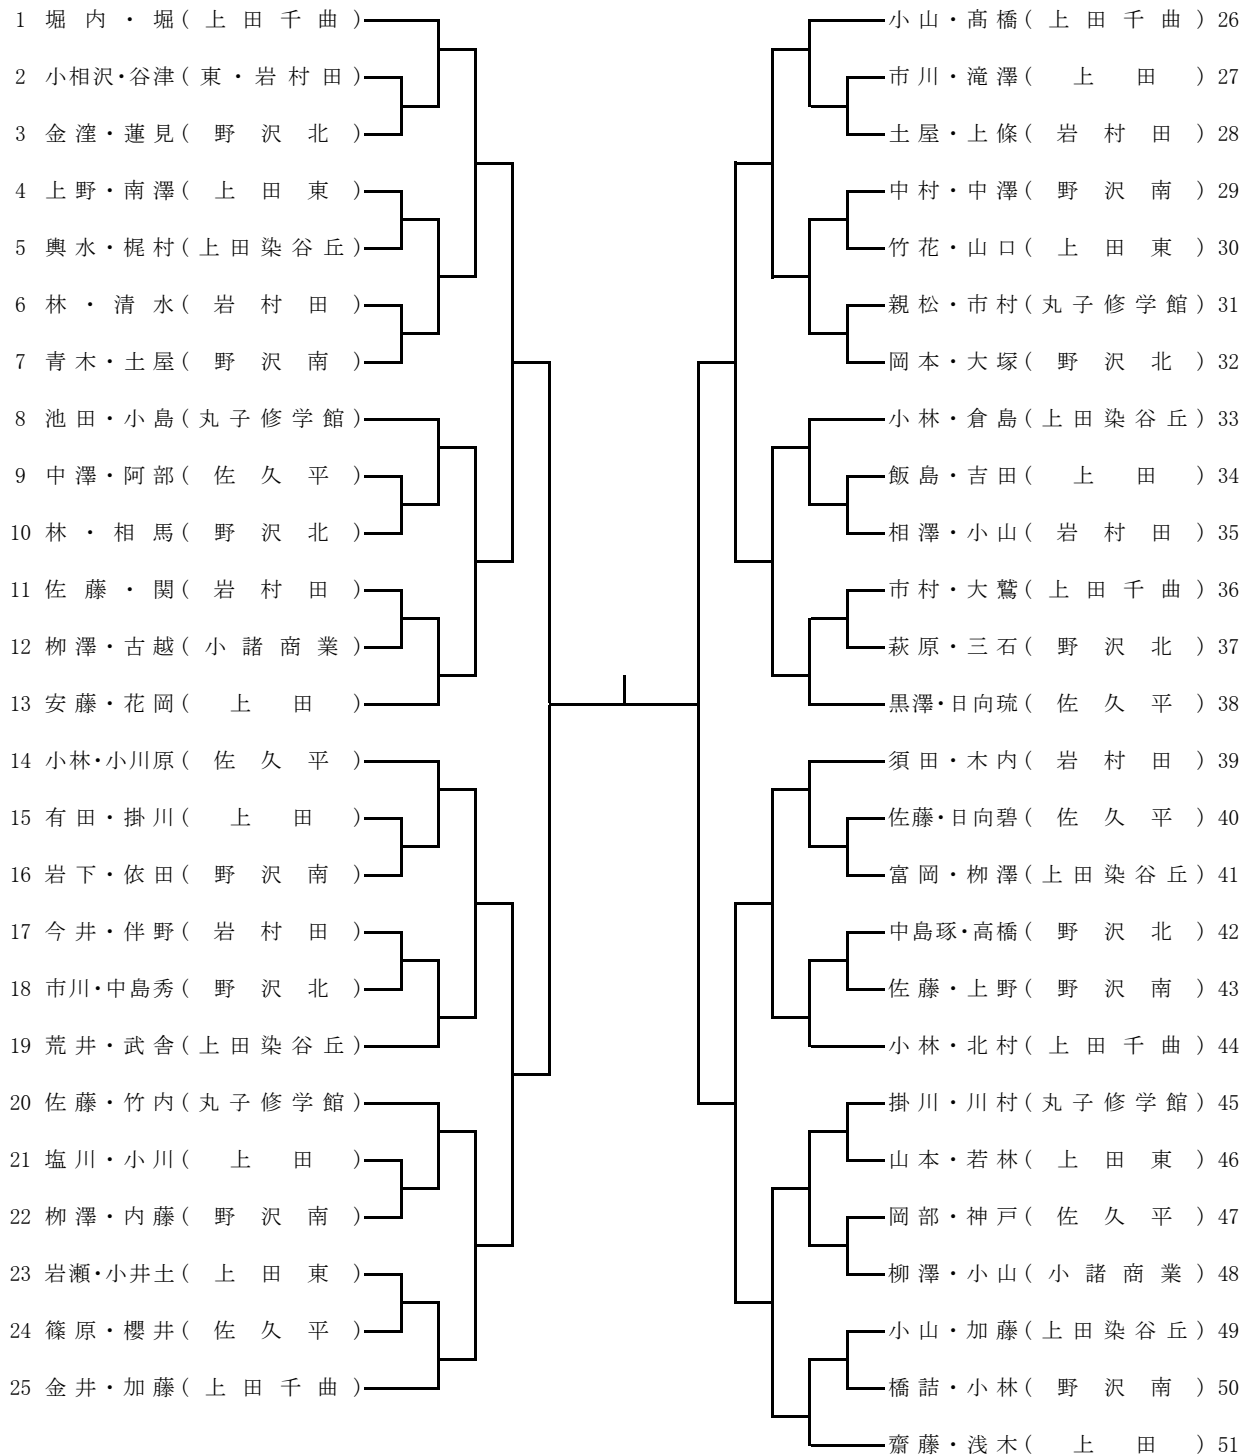 1 堀内・堀(上田千曲)
2 小相沢・谷津(東・岩村田)
3 金漥・蓮見(野沢北)
4 上野・南澤(上田東)
5 輿水・梶村(上田染谷丘)
6 林・清水(岩村田)
7 青木・土屋(野沢南)
8 池田・小島(丸子修学館)
9 中澤・阿部(佐久平)
10 林・相馬(野沢北)
11 佐藤・関(岩村田)
12 栁澤・古越(小諸商業)
13 安藤・花岡(上田)
14 小林・小川原(佐久平)
15 有田・掛川(上田)
16 岩下・依田(野沢南)
17 今井・伴野(岩村田)
18 市川・中島秀(野沢北)
19 荒井・武舎(上田染谷丘)
20 佐藤・竹内(丸子修学館)
21 塩川・小川(上田)
22 栁澤・内藤(野沢南)
23 岩瀬・小井土(上田東)
24 篠原・櫻井(佐久平)
25 金井・加藤(上田千曲)
小山・髙橋(上田千曲) 26
市川・滝澤(上田) 27
土屋・上條(岩村田) 28
中村・中澤(野沢南) 29
竹花・山口(上田東) 30
親松・市村(丸子修学館) 31
岡本・大塚(野沢北) 32
小林・倉島(上田染谷丘) 33
飯島・吉田(上田) 34
相澤・小山(岩村田) 35
市村・大鷲(上田千曲) 36
萩原・三石(野沢北) 37
黒澤・日向琉(佐久平) 38
須田・木内(岩村田) 39
佐藤・日向碧(佐久平) 40
富岡・栁澤(上田染谷丘) 41
中島琢・高橋(野沢北) 42
佐藤・上野(野沢南) 43
小林・北村(上田千曲) 44
掛川・川村(丸子修学館) 45
山本・若林(上田東) 46
岡部・神戸(佐久平) 47
柳澤・小山(小諸商業) 48
小山・加藤(上田染谷丘) 49
橋詰・小林(野沢南) 50
齋藤・浅木(上田) 51